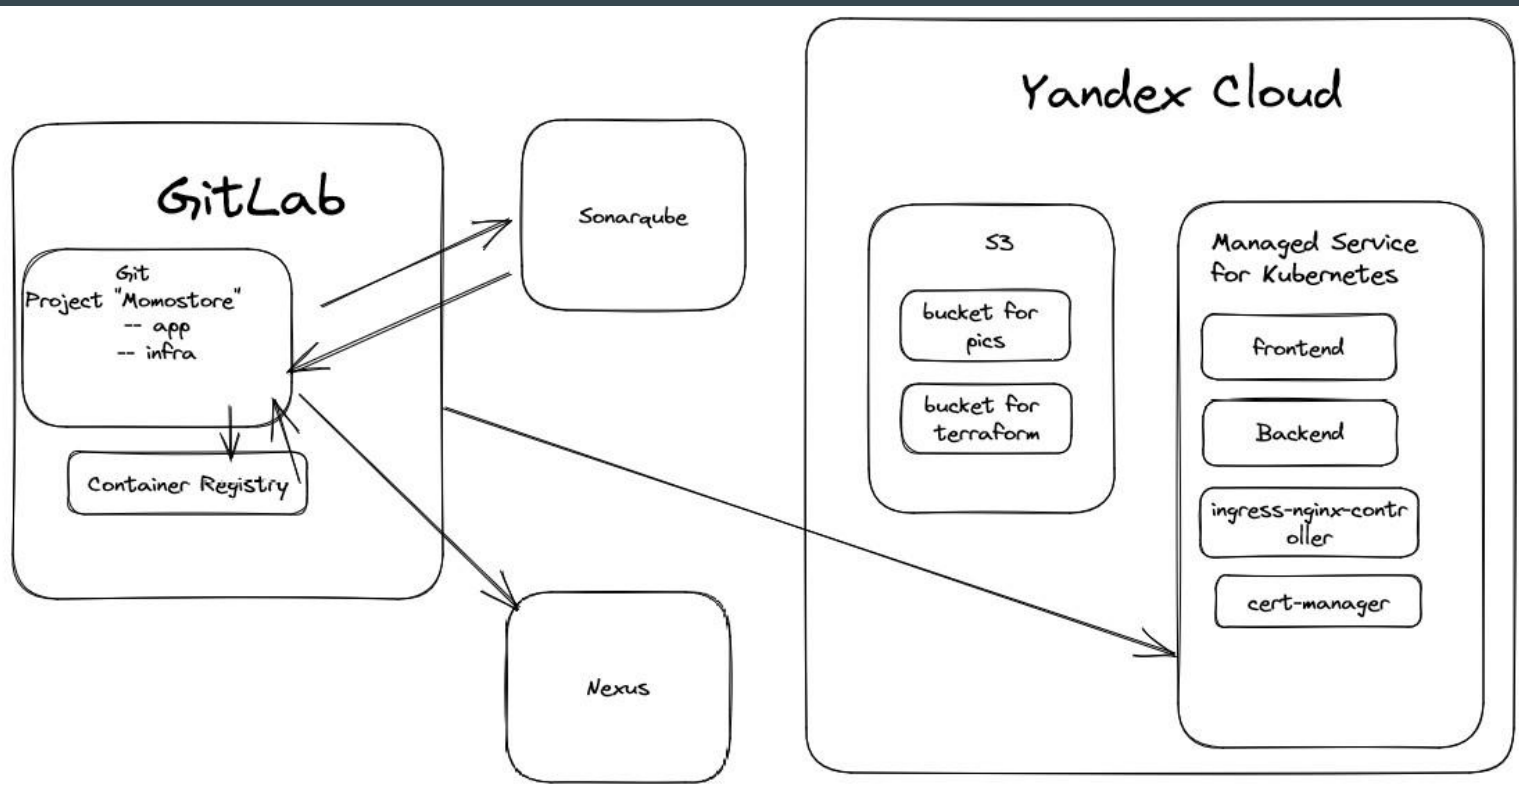 GitLab
Git
Project "Momostore"
-- app
-- infra
Container Registry
Sonarqube
Nexus
Yandex Cloud
S3
bucket for
pics
bucket for
terraform
Managed Service
for Kubernetes
frontend
Backend
ingress-nginx-contr
oller
cert-manager